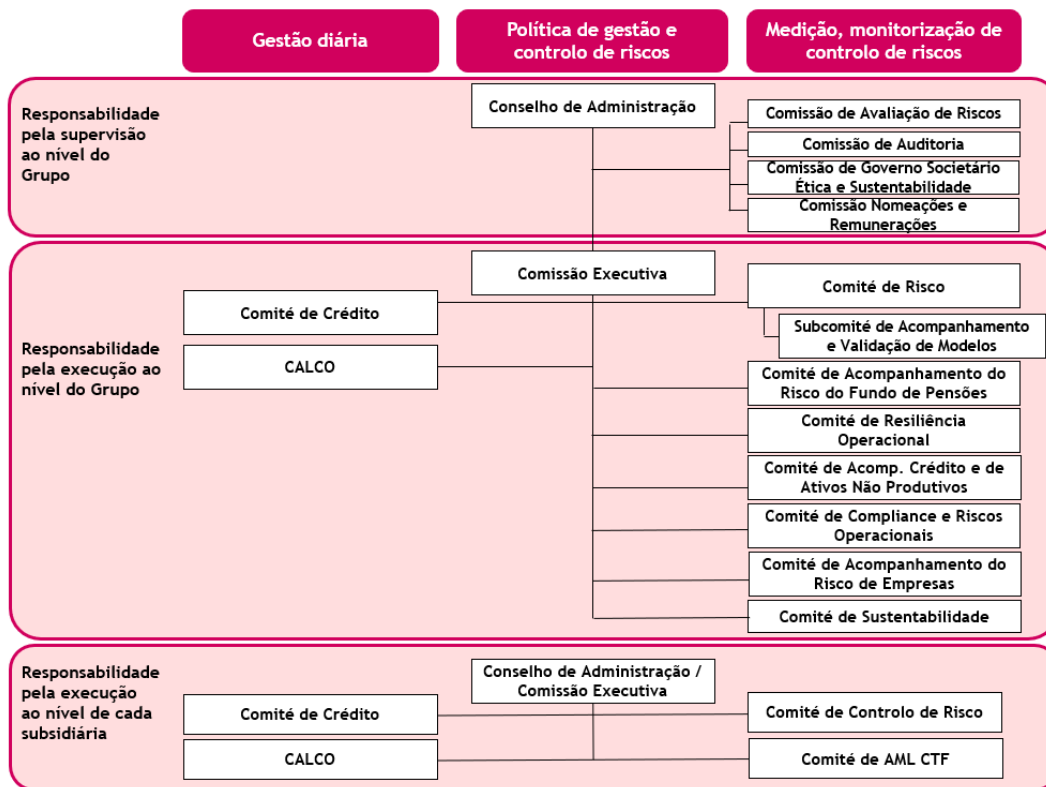 Gestão diária
Política de gestão e
controlo de riscos
Medição, monitorização de
controlo de riscos
Responsabilidade
pela supervisão
ao nível do
Grupo
Conselho de Administração
Comissão de Avaliação de Riscos
Comissão de Auditoria
Comissão de Governo Societário
Ética e Sustentabilidade
Comissão Nomeações e
Remunerações
Responsabilidade
pela execução ao
nível do Grupo
Comissão Executiva
Comité de Crédito
CALCO
Comité de Risco
Subcomité de Acompanhamento
e Validação de Modelos
Comité de Acompanhamento do
Risco do Fundo de Pensões
Comité de Resiliência
Operacional
Comité de Acomp. Crédito e de
Ativos Não Produtivos
Comité de Compliance e Riscos
Operacionais
Comité de Acompanhamento do
Risco de Empresas
Comité de Sustentabilidade
Responsabilidade
pela execução
ao nível de cada
subsidiária
Conselho de Administração /
Comissão Executiva
Comité de Crédito
CALCO
Comité de Controlo de Risco
Comité de AML CTF